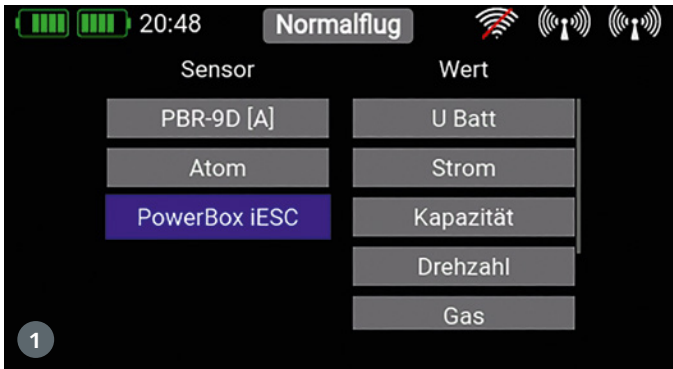 20:48 Normalflug
Sensor Wert
PBR-9D [A] U Batt
Atom Strom
PowerBox iESC Kapazität
Drehzahl
Gas
1